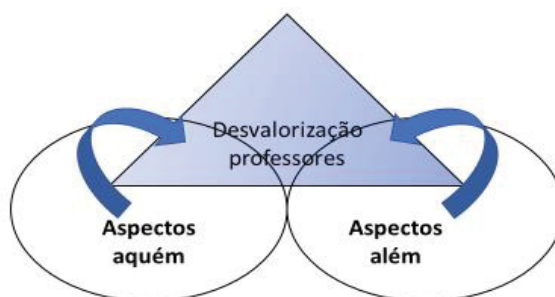 Desvalorização
professores
Aspectos
aquém
Aspectos
além